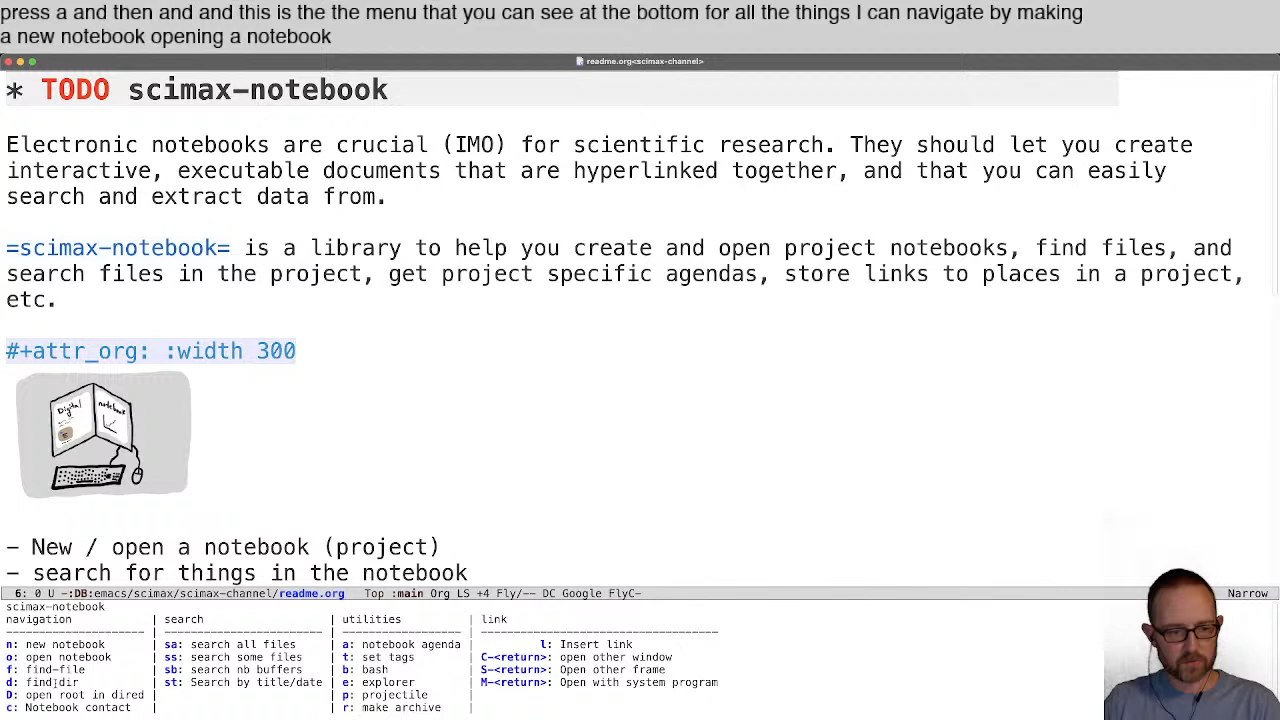 press a and then and and this is the the menu that you can see at the bottom for all the things I can navigate by making
a new notebook opening a notebook
readme.org<scimax-channel>
* TODO scimax-notebook
Electronic notebooks are crucial (IMO) for scientific research. They should let you create
interactive, executable documents that are hyperlinked together, and that you can easily
search and extract data from.
=scimax-notebook= is a library to help you create and open project notebooks, find files, and
search files in the project, get project specific agendas, store links to places in a project,
etc.
#+attr_org: :width 300
Digital notebook
- New / open a notebook (project)
- search for things in the notebook
6: 0 U -:DB:emacs/scimax/scimax-channel/readme.org Top :main Org LS +4 Fly/-- DC Google FlyC- Narrow
scimax-notebook
navigation | search | utilities | link
n: new notebook | sa: search all files | a: notebook agenda | l: Insert link
o: open notebook | ss: search some files | t: set tags | C-<return>: open other window
f: find-file | sb: search nb buffers | b: bash | S-<return>: Open other frame
d: find-dir | st: Search by title/date | e: explorer | M-<return>: Open with system program
D: open root in dired | | p: projectile |
c: Notebook contact | | r: make archive |